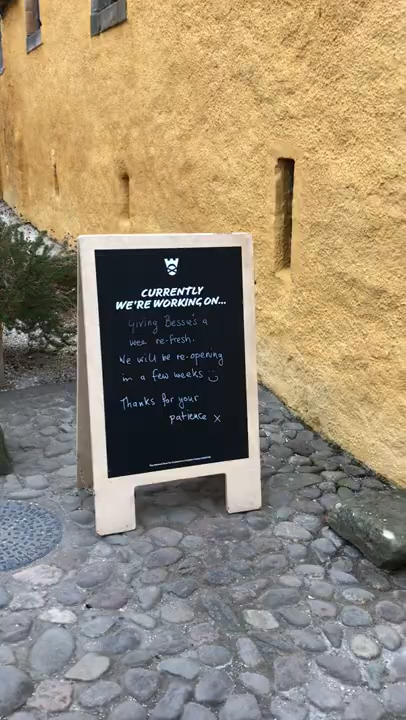 CURRENTLY
WE'RE WORKING ON...
Giving Bessie's a
wee re-fresh.
We will be re-opening
in a few weeks
Thanks for your
patience x